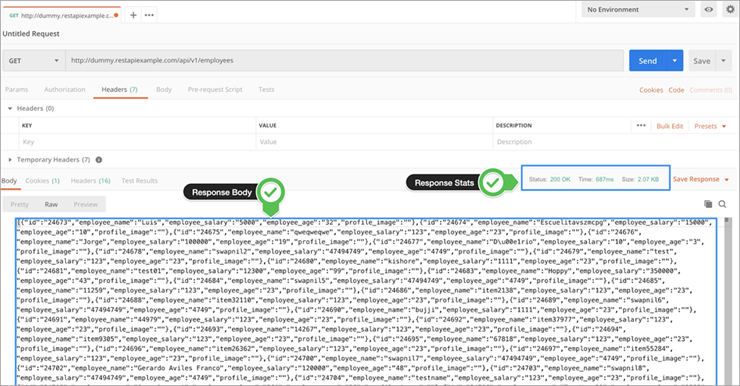 GET http://dummy.restapiexample.c...
+ •••
No Environment
Untitled Request
GET http://dummy.restapiexample.com/api/v1/employees Send Save
Params Authorization Headers (7) Body Pre-request Script Tests Cookies Code Comments (0)
Headers (0)
KEY VALUE DESCRIPTION ••• Bulk Edit Presets
Key Value Description
Temporary Headers (7)
Body Cookies (1) Headers (16) Test Results Response Body Response Stats Status: 200 OK Time: 687ms Size: 2.07 KB Save Response
Pretty Raw Preview
[{"id":"24673","employee_name":"Luis","employee_salary":"5000","employee_age":"32","profile_image":""},{"id":"24674","employee_name":"Escuelitavszmcpg","employee_salary":"15000",
"employee_age":"10","profile_image":""},{"id":"24675","employee_name":"qweqweqwe","employee_salary":"123","employee_age":"23","profile_image":""},{"id":"24676",
"employee_name":"Jorge","employee_salary":"100000","employee_age":"19","profile_image":""},{"id":"24677","employee_name":"D\u00e1rio","employee_salary":"10","employee_age":"3",
"profile_image":""},{"id":"24678","employee_name":"swapnil2","employee_salary":"47494749","employee_age":"4749","profile_image":""},{"id":"24679","employee_name":"test",
"employee_salary":"123","employee_age":"23","profile_image":""},{"id":"24680","employee_name":"kishore","employee_salary":"1111","employee_age":"23","profile_image":""},{"id":
"24681","employee_name":"test01","employee_salary":"12300","employee_age":"99","profile_image":""},{"id":"24683","employee_name":"Hoppy","employee_salary":"350000",
"employee_age":"43","profile_image":""},{"id":"24684","employee_name":"swapnil5","employee_salary":"47494749","employee_age":"4749","profile_image":""},{"id":"24685",
"employee_name":"11259","employee_salary":"123","employee_age":"23","profile_image":""},{"id":"24686","employee_name":"item2138","employee_salary":"123","employee_age":"23",
"profile_image":""},{"id":"24688","employee_name":"item32110","employee_salary":"123","employee_age":"23","profile_image":""},{"id":"24689","employee_name":"swapnil6",
"employee_salary":"47494749","employee_age":"4749","profile_image":""},{"id":"24690","employee_name":"bujji","employee_salary":"1111","employee_age":"23","profile_image":""},
{"id":"24691","employee_name":"44979","employee_salary":"123","employee_age":"23","profile_image":""},{"id":"24692","employee_name":"item37977","employee_salary":"123",
"employee_age":"23","profile_image":""},{"id":"24693","employee_name":"14267","employee_salary":"123","employee_age":"23","profile_image":""},{"id":"24694",
"employee_name":"item9305","employee_salary":"123","employee_age":"23","profile_image":""},{"id":"24695","employee_name":"67818","employee_salary":"123","employee_age":"23",
"profile_image":""},{"id":"24696","employee_name":"item26362","employee_salary":"123","employee_age":"23","profile_image":""},{"id":"24697","employee_name":"item55284",
"employee_salary":"123","employee_age":"23","profile_image":""},{"id":"24700","employee_name":"swapnil7","employee_salary":"47494749","employee_age":"4749","profile_image":""},
{"id":"24702","employee_name":"Gerardo Aviles Franco","employee_salary":"120000","employee_age":"48","profile_image":""},{"id":"24703","employee_name":"swapnil8",
"employee_salary":"47494749","employee_age":"4749","profile_image":""},{"id":"24704","employee_name":"testname","employee_salary":"123","employee_age":"23",